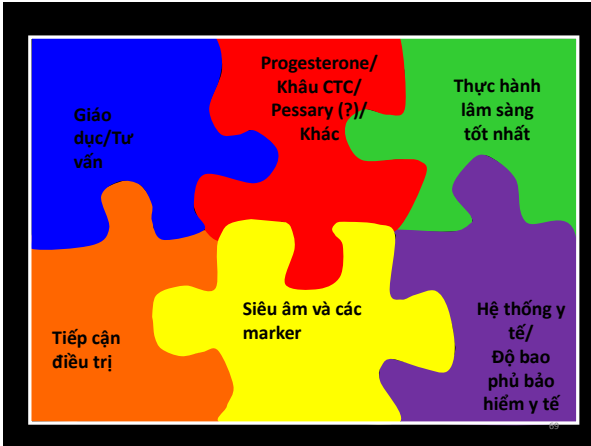 Progesterone/
Khâu CTC/
Pessary (?)/
Khác
Thực hành
lâm sàng
tốt nhất
Giáo
dục/Tư
vấn
Siêu âm và các
marker
Hệ thống y
tế/
Độ bao
phủ bảo
hiểm y tế
Tiếp cận
điều trị
69